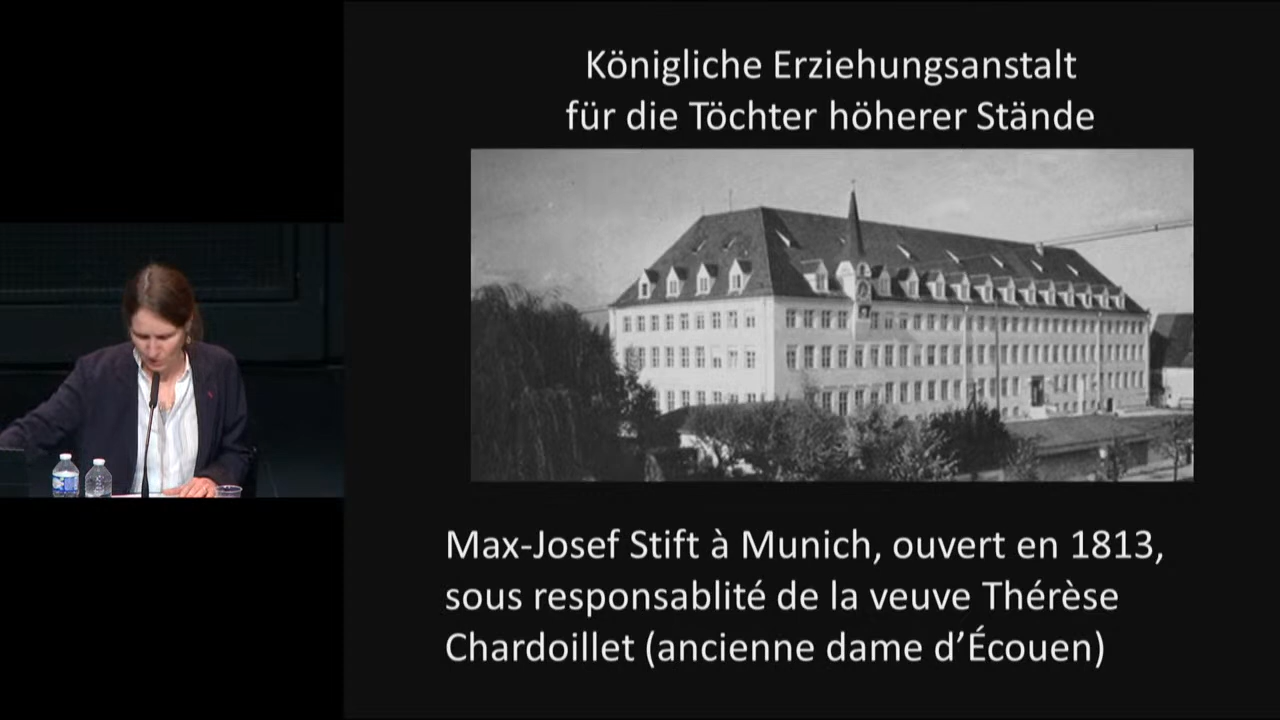 Königliche Erziehungsanstalt
für die Töchter höherer Stände
Max-Josef Stift à Munich, ouvert en 1813,
sous responsablité de la veuve Thérèse
Chardoillet (ancienne dame d’Écouen)